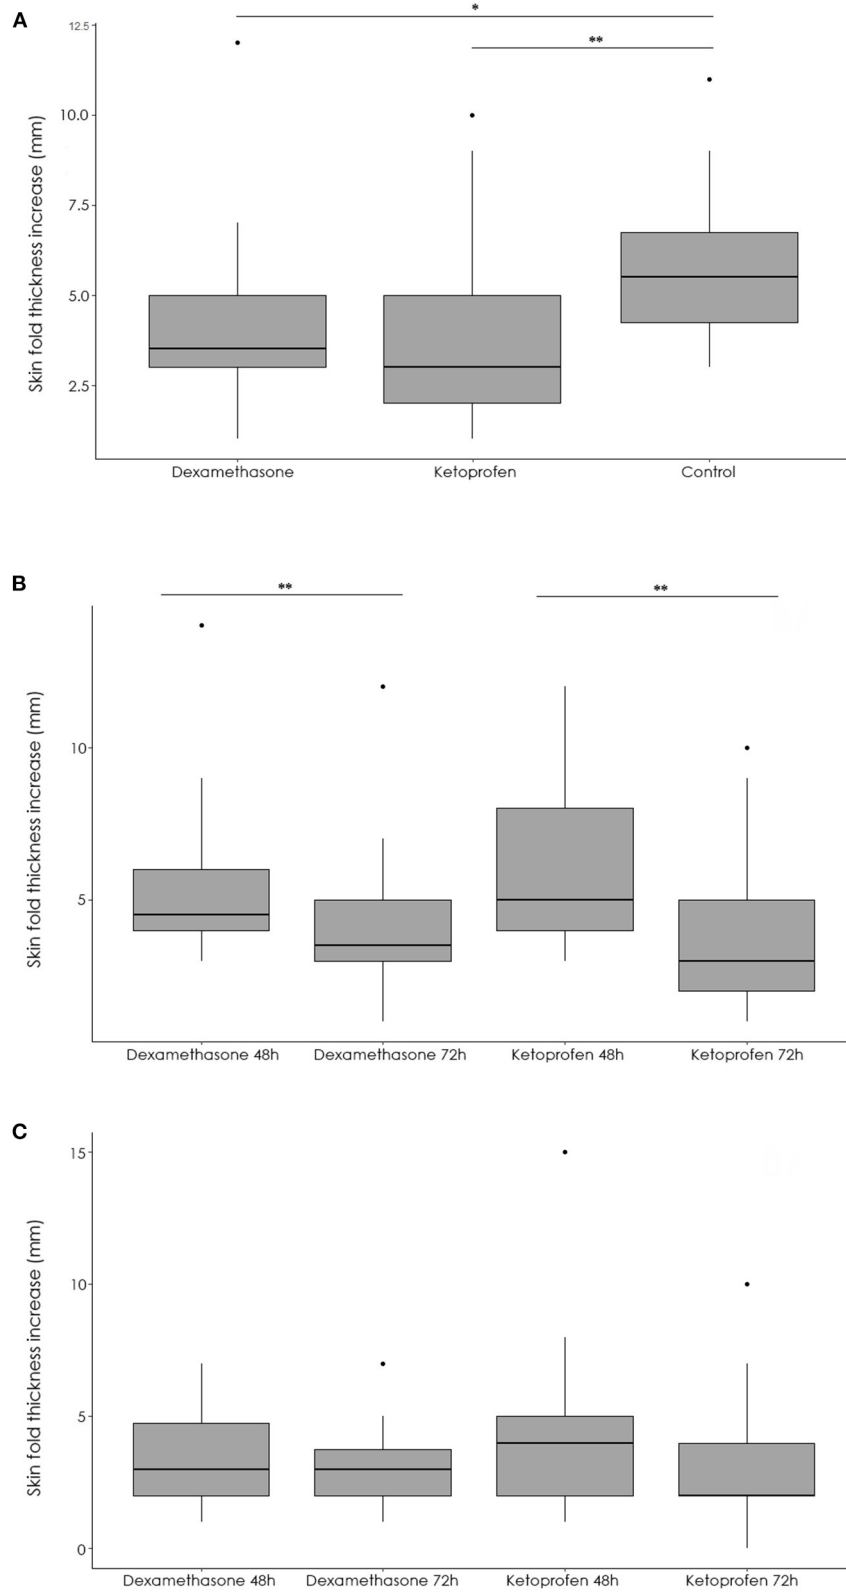 A
*
**
12.5
10.0
7.5
5.0
2.5
Skin fold thickness increase (mm)
Dexamethasone Ketoprofen Control
B
**
**
10
5
Skin fold thickness increase (mm)
Dexamethasone 48h Dexamethasone 72h Ketoprofen 48h Ketoprofen 72h
C
15
10
5
0
Skin fold thickness increase (mm)
Dexamethasone 48h Dexamethasone 72h Ketoprofen 48h Ketoprofen 72h